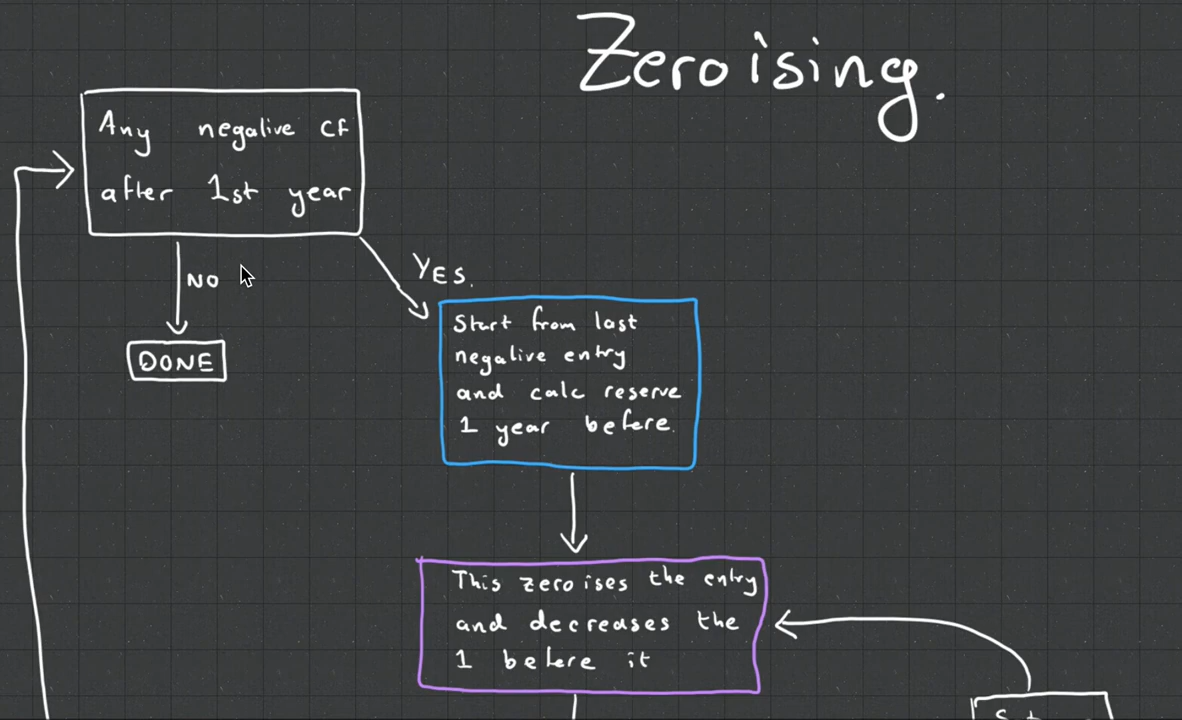 Zeroising.
Any negative CF
after 1st year
NO
YES.
DONE
Start from last
negative entry
and calc reserve
1 year before.
This zeroises the entry
and decreases the
1 before it